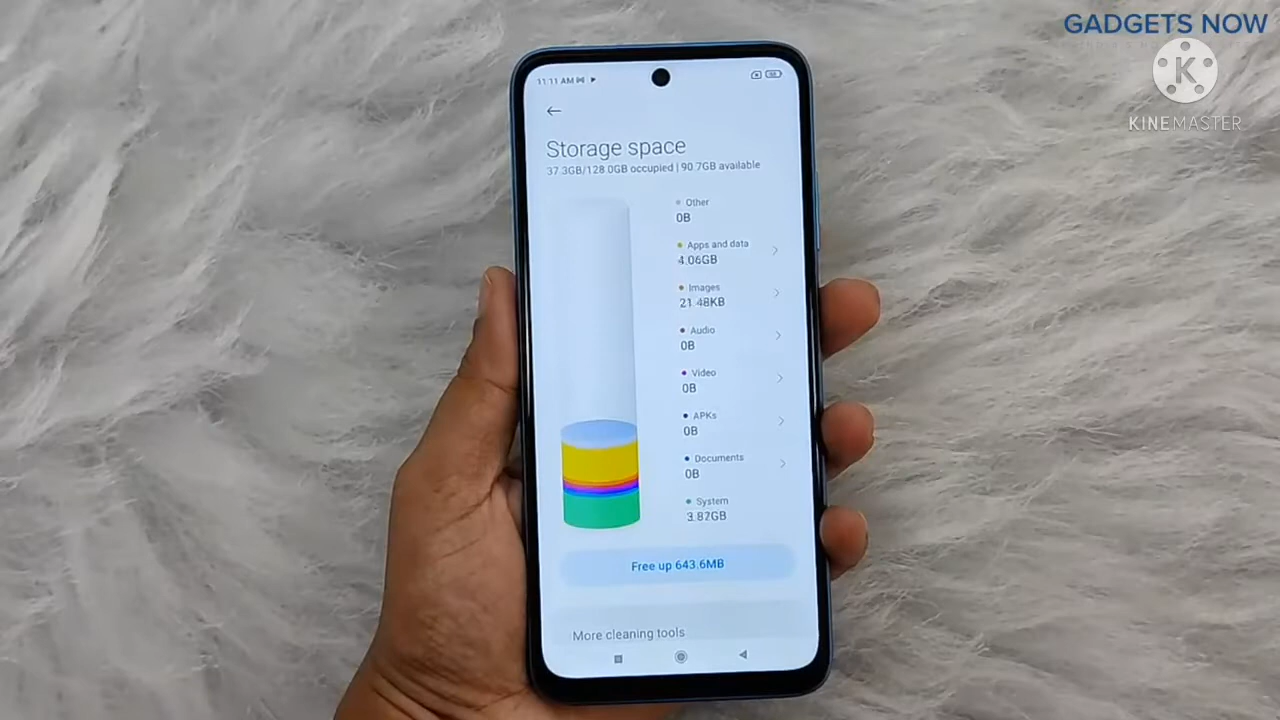 GADGETS NOW
KINEMASTER
11:11 AM
Storage space
37.3GB/128.0GB occupied | 90.7GB available
Other
0B
Apps and data
4.06GB
Images
21.48KB
Audio
0B
Video
0B
APKs
0B
Documents
0B
System
3.82GB
Free up 643.6MB
More cleaning tools